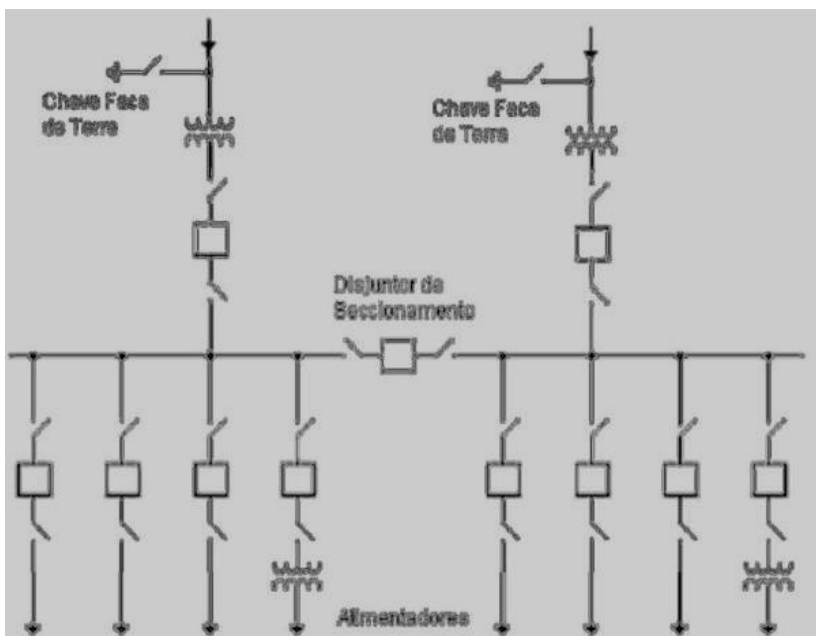 Chave Faca
de Terra
Chave Faca
de Terra
Disjuntor de
Seccionamento
Alimentadores